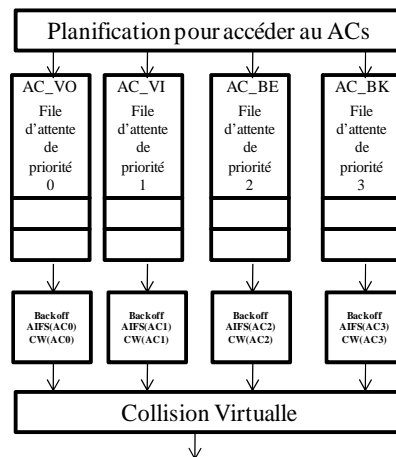 Planification pour accéder au ACs
AC_VO
File
d'attente
de
priorité
0
AC_VI
File
d'attente
de
priorité
1
AC_BE
File
d'attente
de
priorité
2
AC_BK
File
d'attente
de
priorité
3
Backoff
AIFS(AC0)
CW(AC0)
Backoff
AIFS(AC1)
CW(AC1)
Backoff
AIFS(AC2)
CW(AC2)
Backoff
AIFS(AC3)
CW(AC3)
Collision Virtualle